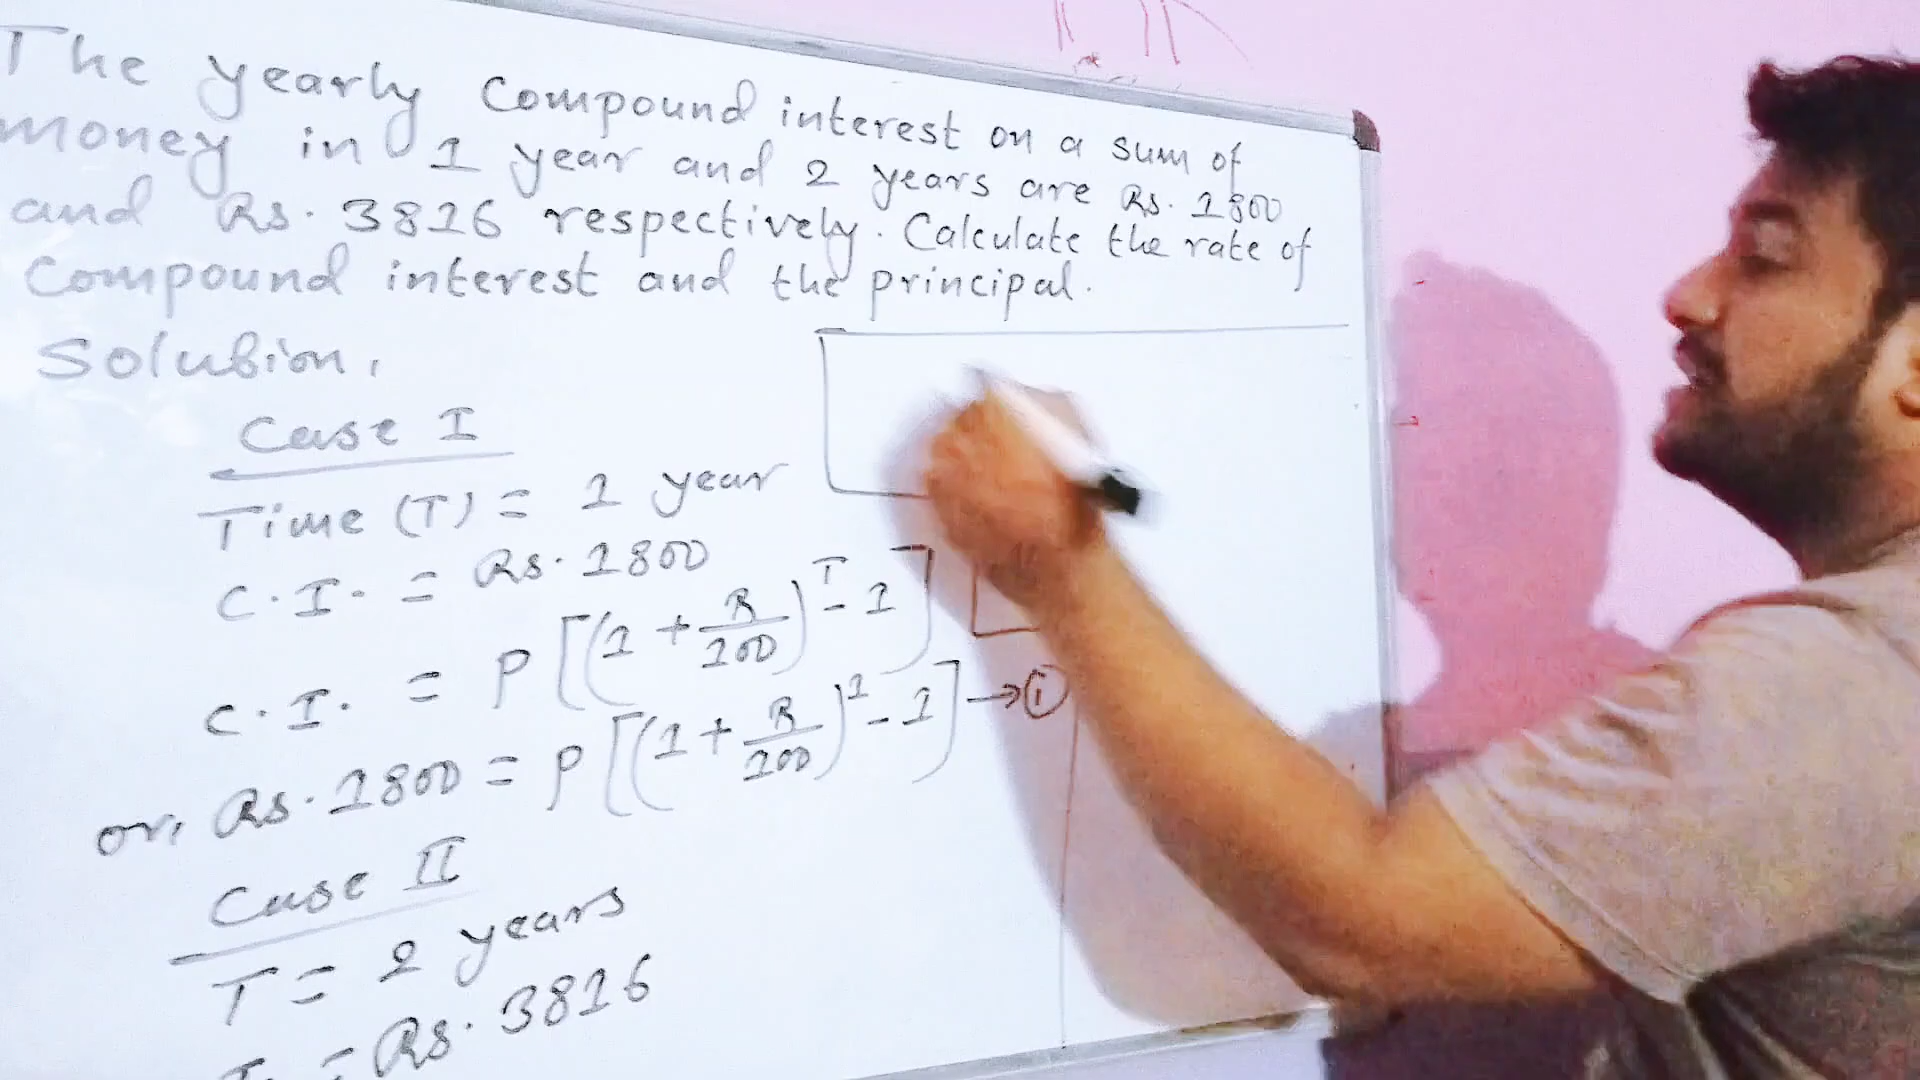 The yearly compound interest on a sum of
money in 1 year and 2 years are Rs. 1800
and Rs. 3816 respectively. Calculate the rate of
compound interest and the principal.
Solution,
Case I
Time (T) = 1 year
C.I. = Rs. 1800
C.I. = P[(1 + R/100)^T - 1]
or, Rs. 1800 = P[(1 + R/100)^1 - 1] → (i)
Case II
T = 2 years
I. = Rs. 3816